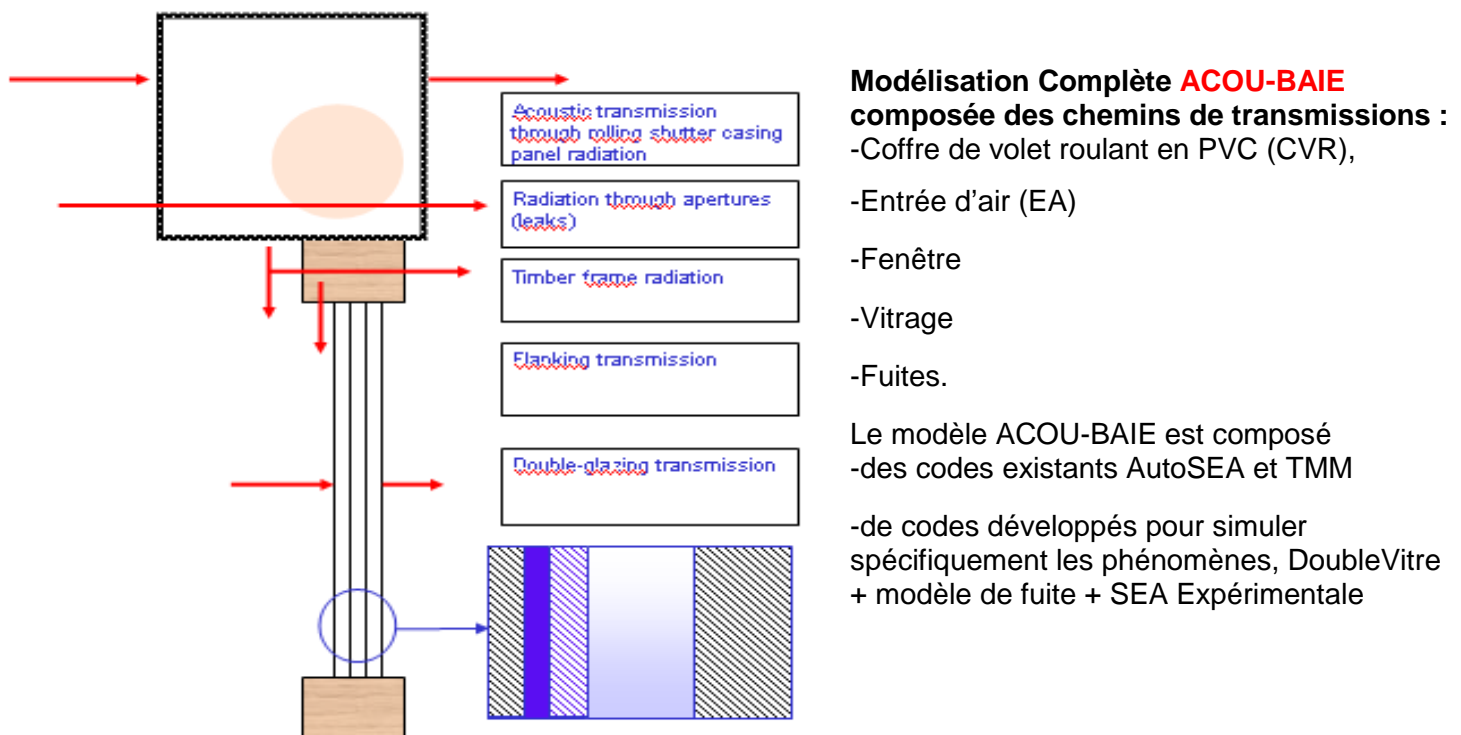 Acoustic transmission
through rolling shutter casing
panel radiation
Radiation through apertures
(leaks)
Timber frame radiation
Flanking transmission
Double-glazing transmission
Modélisation Complète ACOU-BAIE
composée des chemins de transmissions :
-Coffre de volet roulant en PVC (CVR),
-Entrée d'air (EA)
-Fenêtre
-Vitrage
-Fuites.
Le modèle ACOU-BAIE est composé
-des codes existants AutoSEA et TMM
-de codes développés pour simuler
spécifiquement les phénomènes, DoubleVitre
+ modèle de fuite + SEA Expérimentale